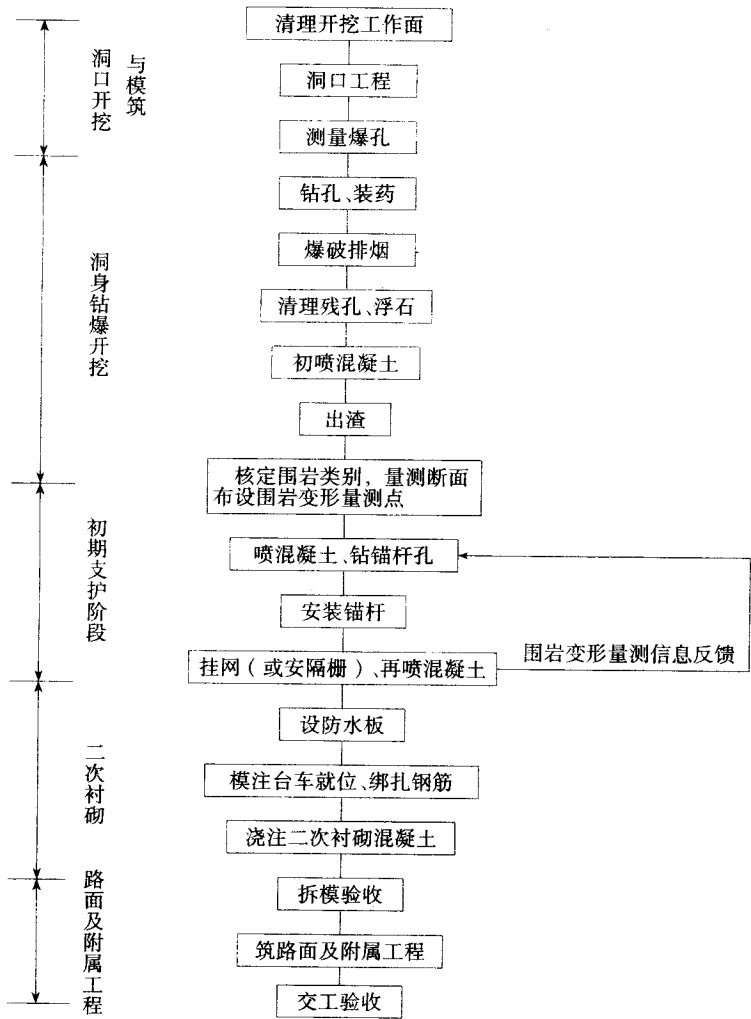 清理开挖工作面
洞口工程
测量爆孔
洞口开挖
与模筑
钻孔、装药
爆破排烟
清理残孔、浮石
初喷混凝土
出渣
洞身钻爆开挖
核定围岩类别,量测断面
布设围岩变形量测点
喷混凝土、钻锚杆孔
安装锚杆
挂网(或安隔栅)、再喷混凝土
围岩变形量测信息反馈
初期支护阶段
设防水板
模注台车就位、绑扎钢筋
浇注二次衬砌混凝土
二次衬砌
拆模验收
筑路面及附属工程
交工验收
路面及附属工程